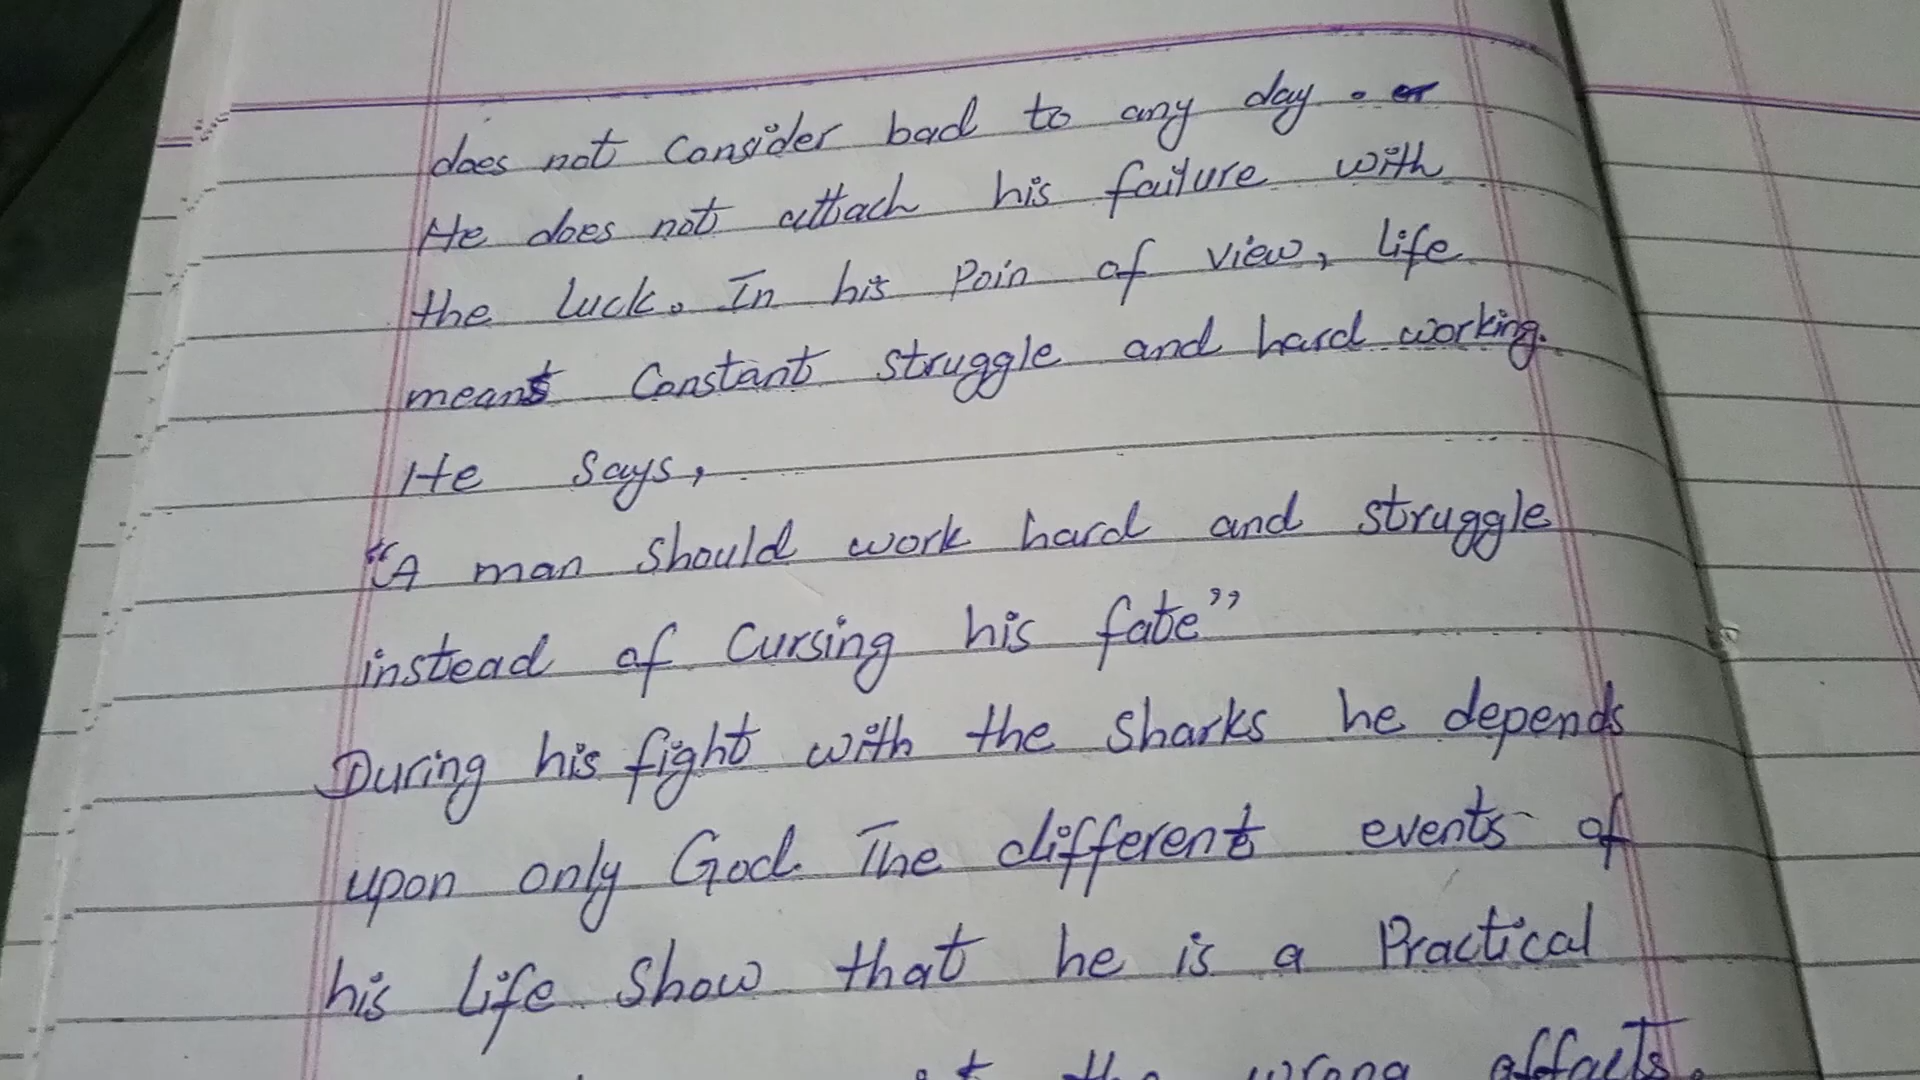 does not consider bad to any day.
He does not attach his failure with
the luck. In his Poin of view, life
means Constant struggle and hard working.
He Says,
"A man should work hard and struggle
instead of Cursing his fate"
During his fight with the sharks he depends
upon only God. The different events of
his life show that he is a Practical
the wrong